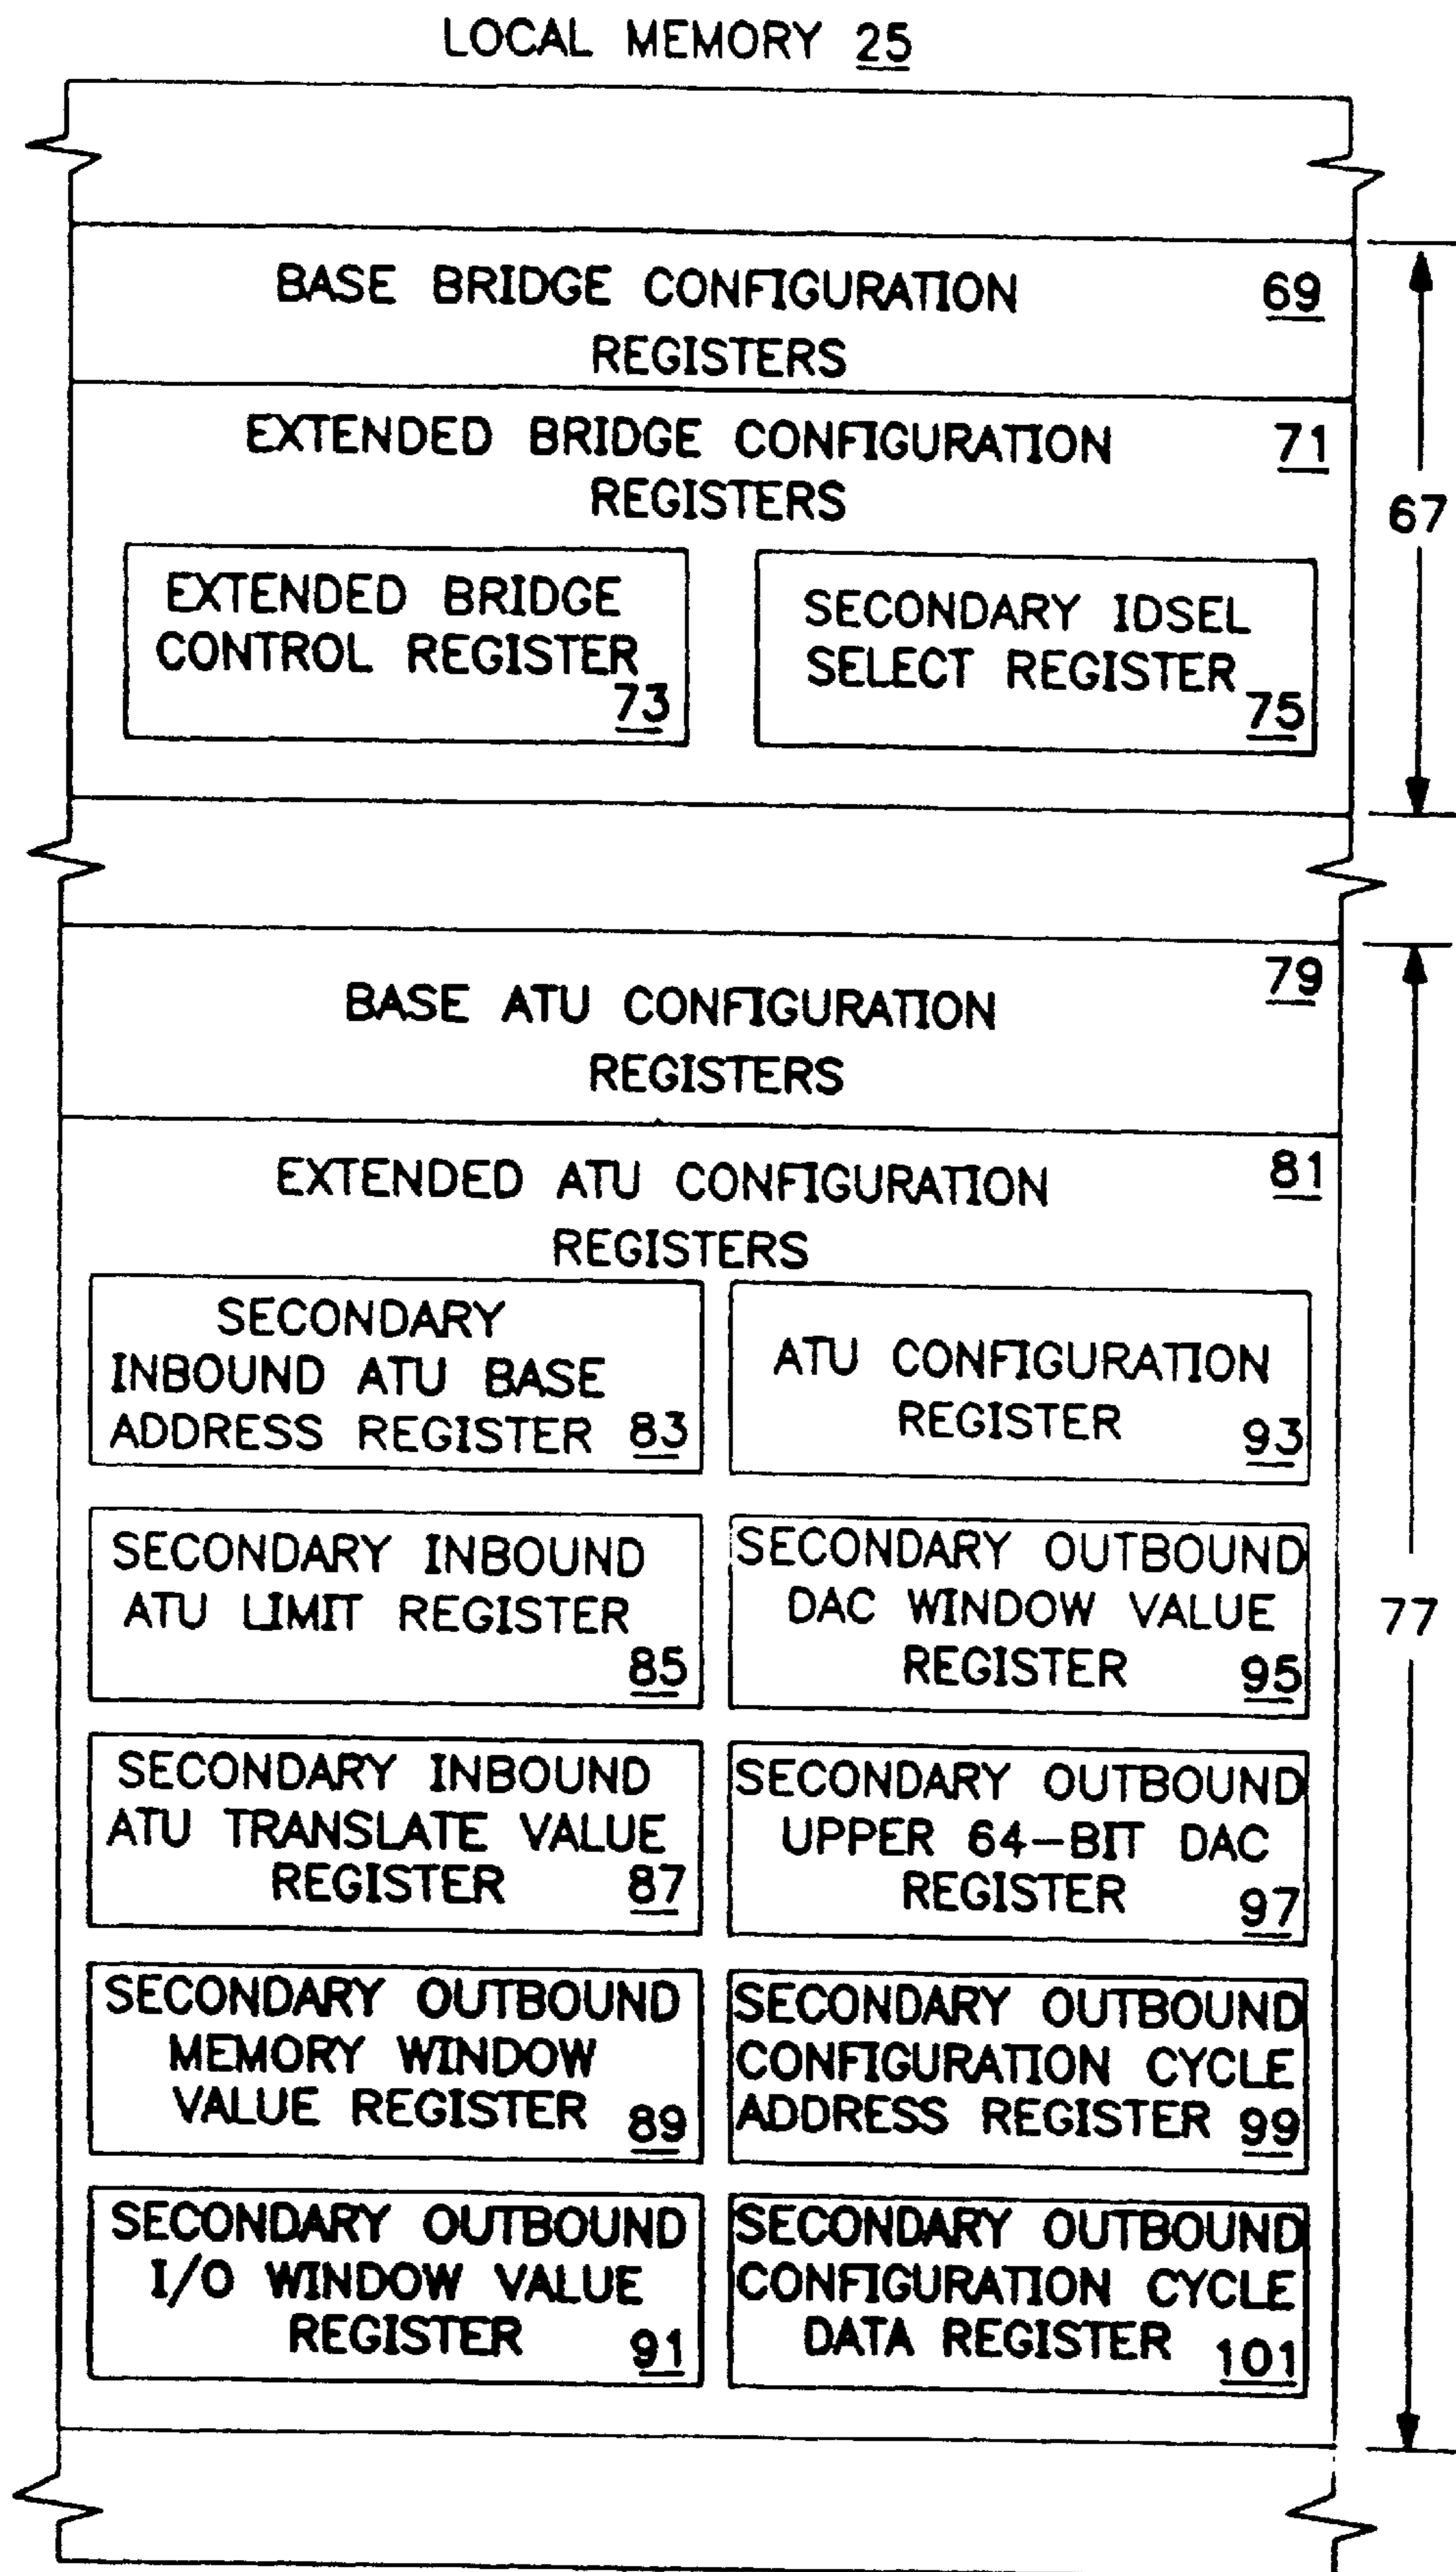 LOCAL MEMORY 25
BASE BRIDGE CONFIGURATION 69
REGISTERS
EXTENDED BRIDGE CONFIGURATION 71
REGISTERS
67
EXTENDED BRIDGE
CONTROL REGISTER
73
SECONDARY IDSEL
SELECT REGISTER
75
BASE ATU CONFIGURATION 79
REGISTERS
EXTENDED ATU CONFIGURATION 81
REGISTERS
SECONDARY
INBOUND ATU BASE
ADDRESS REGISTER 83
ATU CONFIGURATION
REGISTER 93
SECONDARY INBOUND
ATU LIMIT REGISTER
85
SECONDARY OUTBOUND
DAC WINDOW VALUE
REGISTER 95
77
SECONDARY INBOUND
ATU TRANSLATE VALUE
REGISTER 87
SECONDARY OUTBOUND
UPPER 64-BIT DAC
REGISTER 97
SECONDARY OUTBOUND
MEMORY WINDOW
VALUE REGISTER 89
SECONDARY OUTBOUND
CONFIGURATION CYCLE
ADDRESS REGISTER 99
SECONDARY OUTBOUND
I/O WINDOW VALUE
REGISTER 91
SECONDARY OUTBOUND
CONFIGURATION CYCLE
DATA REGISTER 101